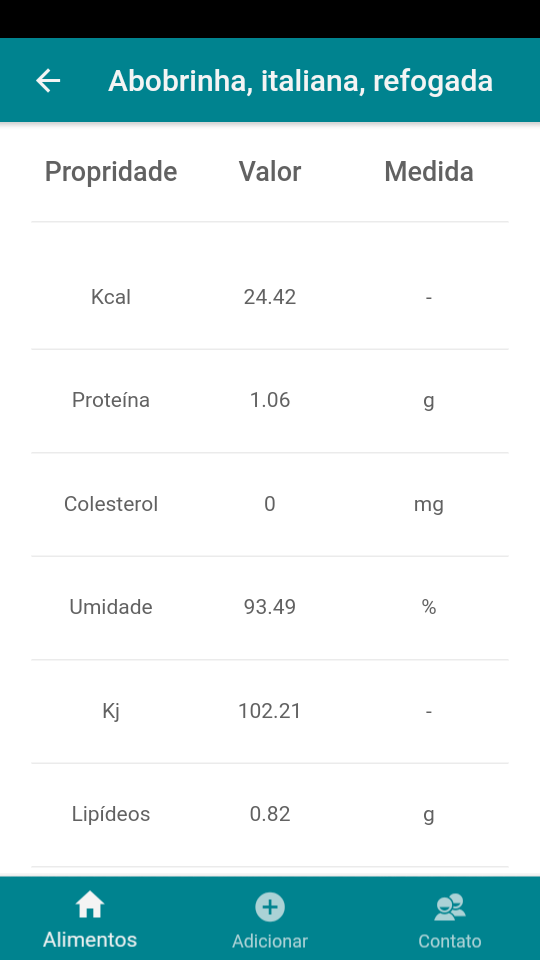 Abobrinha, italiana, refogada
Propridade Valor Medida
Kcal 24.42 -
Proteína 1.06 g
Colesterol 0 mg
Umidade 93.49 %
Kj 102.21 -
Lipídeos 0.82 g
Alimentos Adicionar Contato